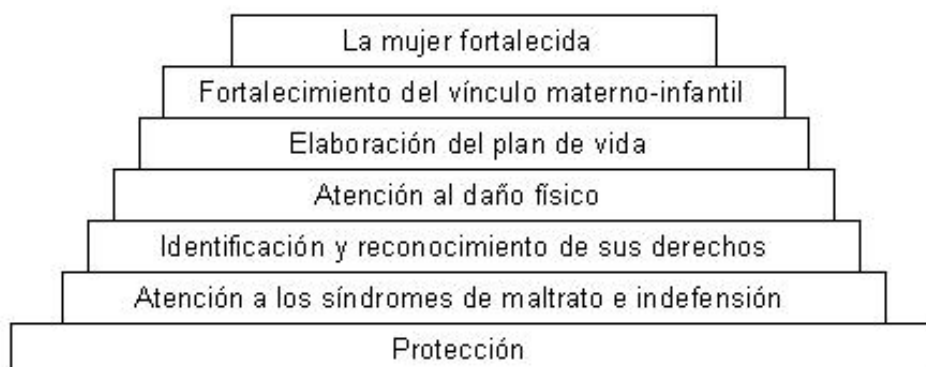 La mujer fortalecida
Fortalecimiento del vínculo materno-infantil
Elaboración del plan de vida
Atención al daño físico
Identificación y reconocimiento de sus derechos
Atención a los síndromes de maltrato e indefensión
Protección